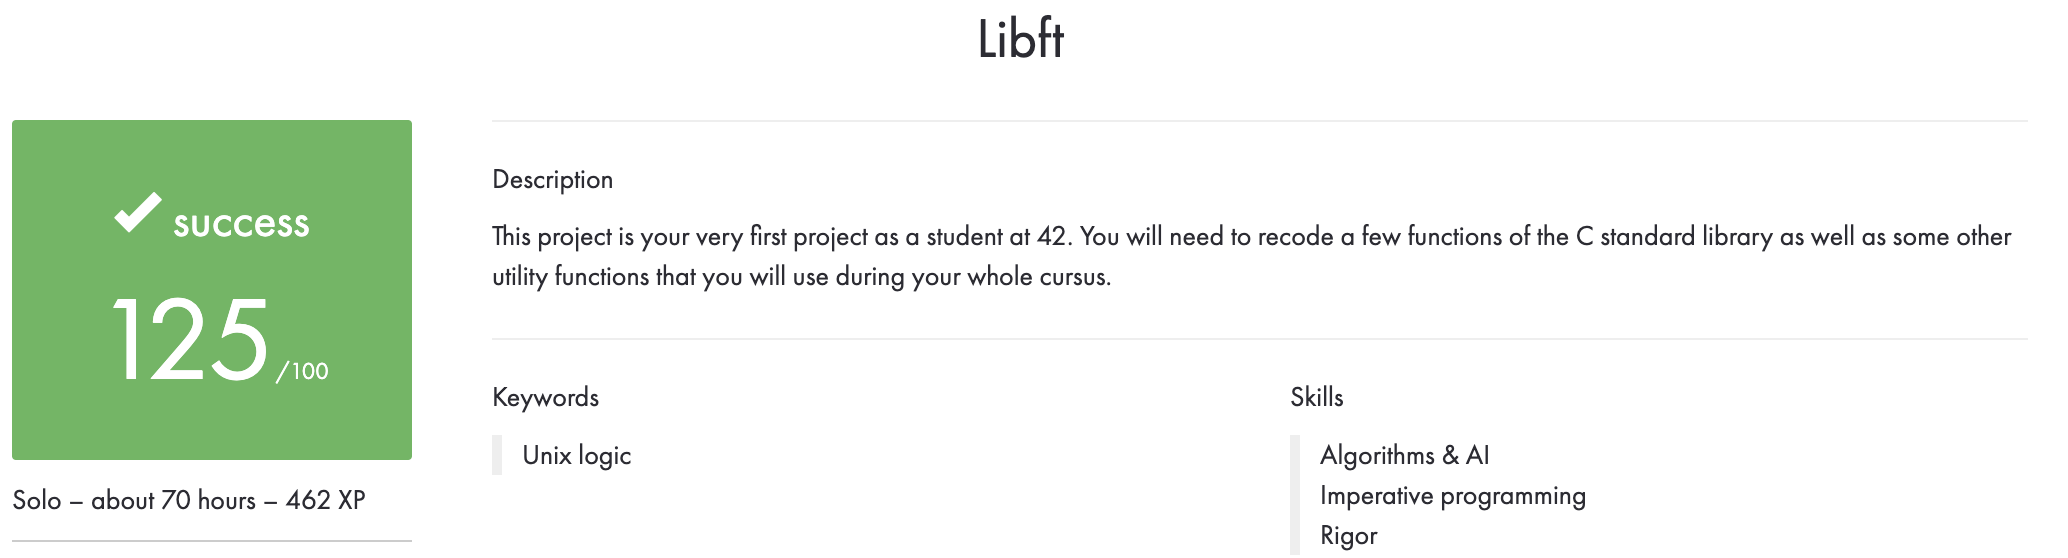 Libft
success
125/100
Solo – about 70 hours – 462 XP
Description
This project is your very first project as a student at 42. You will need to recode a few functions of the C standard library as well as some other
utility functions that you will use during your whole cursus.
Keywords
Unix logic
Skills
Algorithms & AI
Imperative programming
Rigor